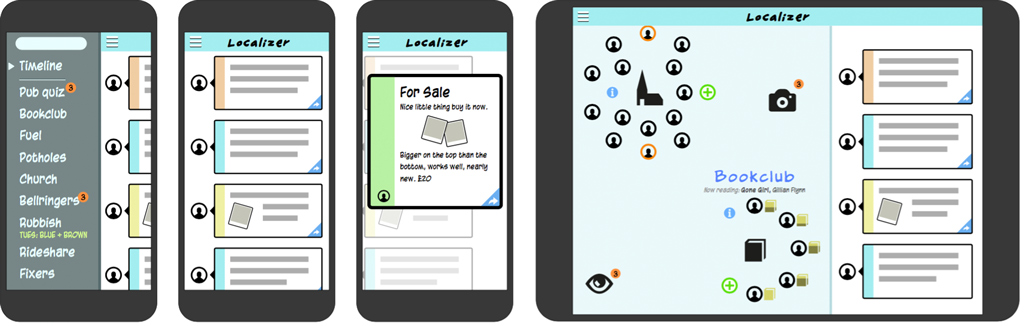 Timeline
Pub quiz 3
Bookclub
Fuel
Potholes
Church
Bellringers 3
Rubbish
TUES: BLUE + BROWN
Rideshare
Fixers
Localizer
Localizer
For Sale
Nice little thing buy it now.
Bigger on the top than the
bottom, works well, nearly
new. £20
Localizer
3
Bookclub
Now reading: Gone Girl, Gillian Flynn
3